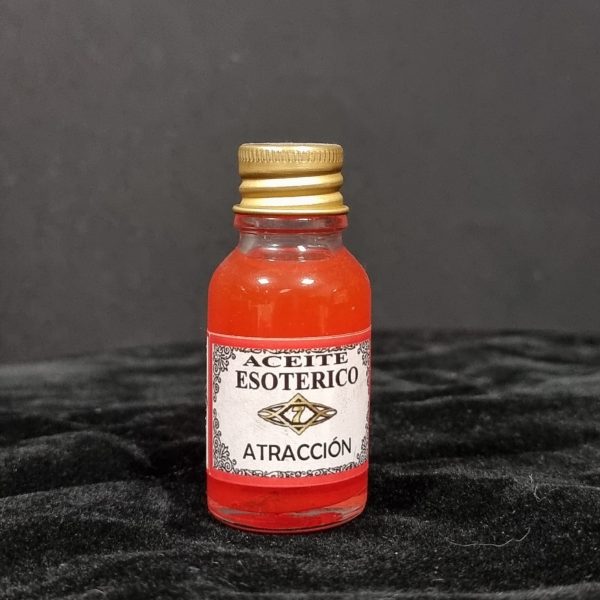 ACEITE
ESOTERICO
7
ATRACCIÓN